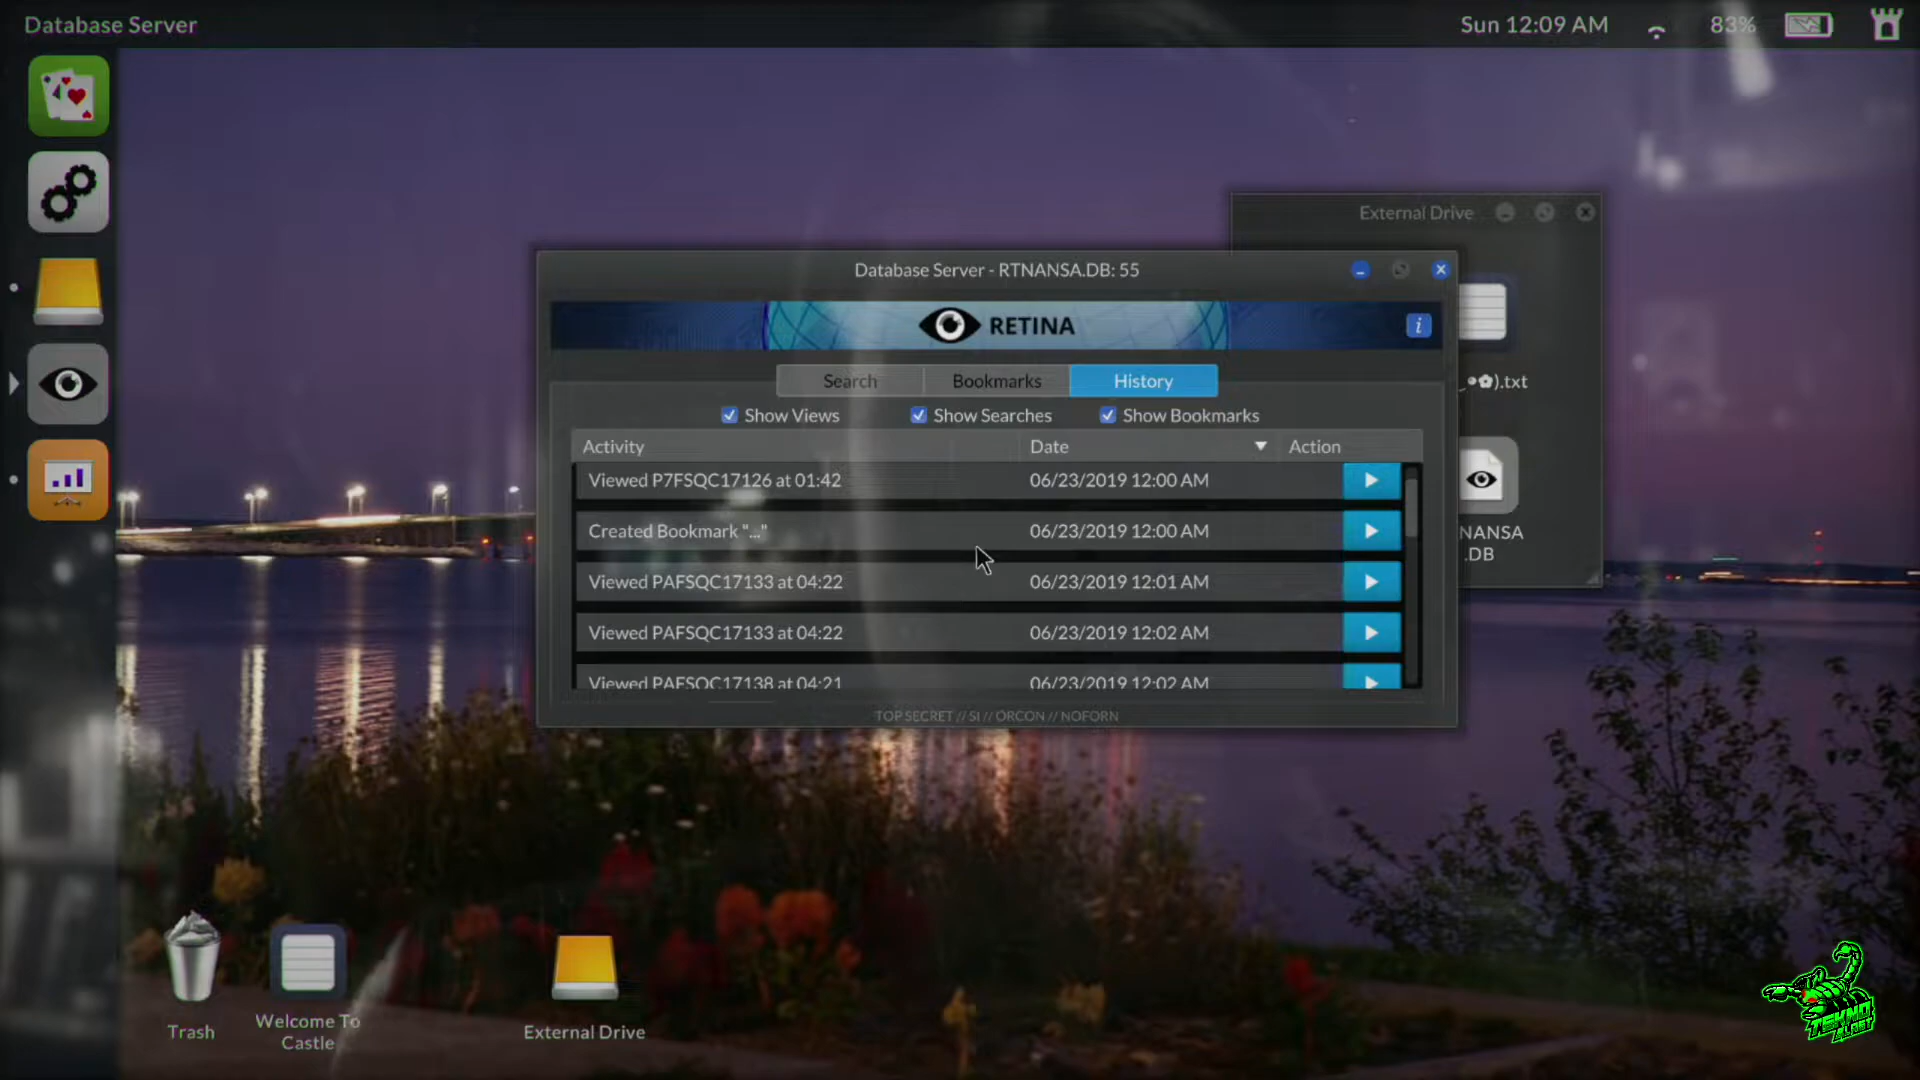 Database Server
Sun 12:09 AM
83%
External Drive
Database Server - RTNANSA.DB: 55
RETINA
i
Search
Bookmarks
History
Show Views
Show Searches
Show Bookmarks
Activity
Date
Action
Viewed P7FSQC17126 at 01:42
06/23/2019 12:00 AM
Created Bookmark "..."
06/23/2019 12:00 AM
Viewed PAFSQC17133 at 04:22
06/23/2019 12:01 AM
Viewed PAFSQC17133 at 04:22
06/23/2019 12:02 AM
Viewed PAFSQC17138 at 04:21
06/23/2019 12:02 AM
TOP SECRET // SI // ORCON // NOFORN
_•✿).txt
NANSA
.DB
Trash
Welcome To
Castle
External Drive
TEKNO